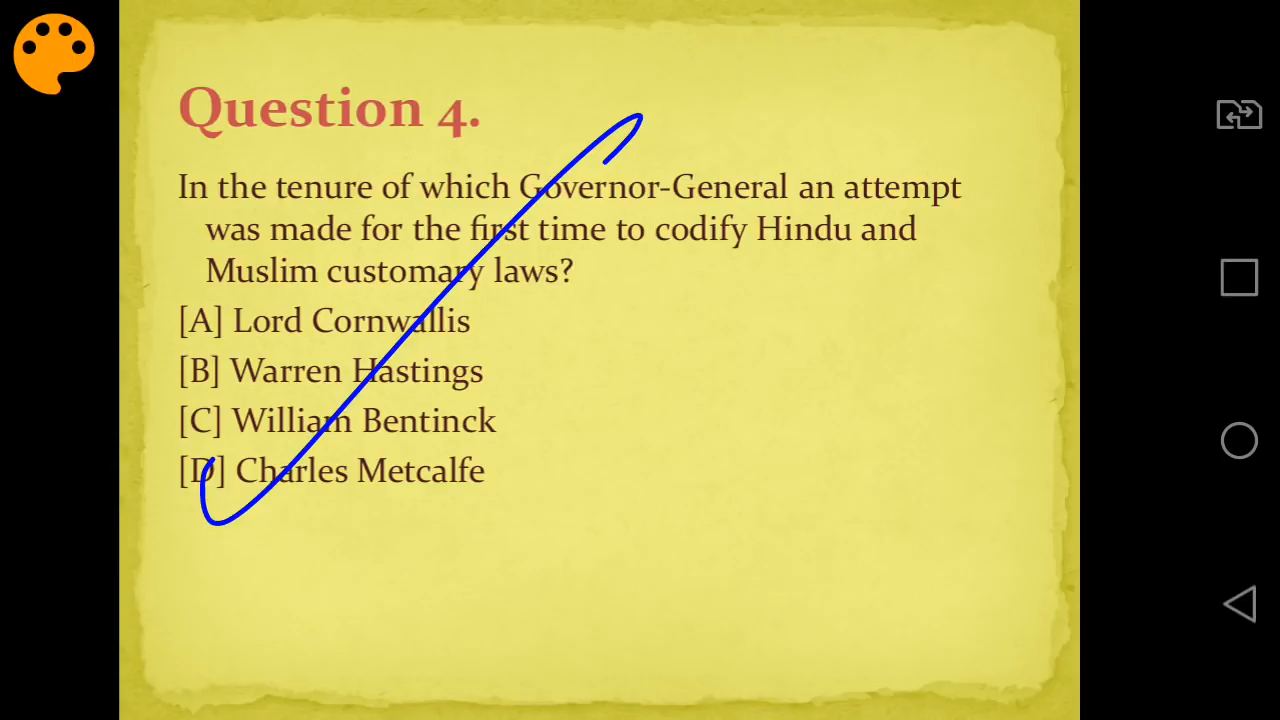 Question 4.
In the tenure of which Governor-General an attempt
was made for the first time to codify Hindu and
Muslim customary laws?
[A] Lord Cornwallis
[B] Warren Hastings
[C] William Bentinck
[D] Charles Metcalfe